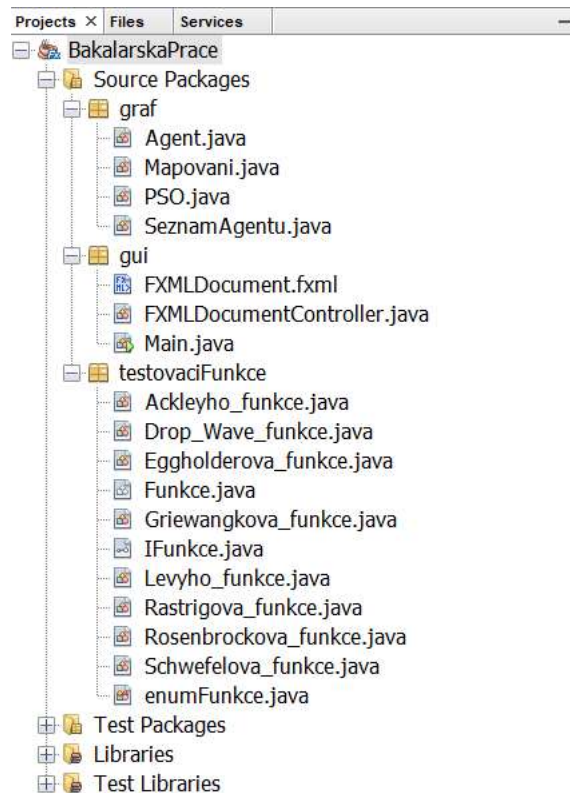 Projects × Files Services
BakalarskaPrace
Source Packages
graf
Agent.java
Mapovani.java
PSO.java
SeznamAgentu.java
gui
FXMLDocument.fxml
FXMLDocumentController.java
Main.java
testovaciFunkce
Ackleyho_funkce.java
Drop_Wave_funkce.java
Eggholderova_funkce.java
Funkce.java
Griewangkova_funkce.java
IFunkce.java
Levyho_funkce.java
Rastrigova_funkce.java
Rosenbrockova_funkce.java
Schwefelova_funkce.java
enumFunkce.java
Test Packages
Libraries
Test Libraries